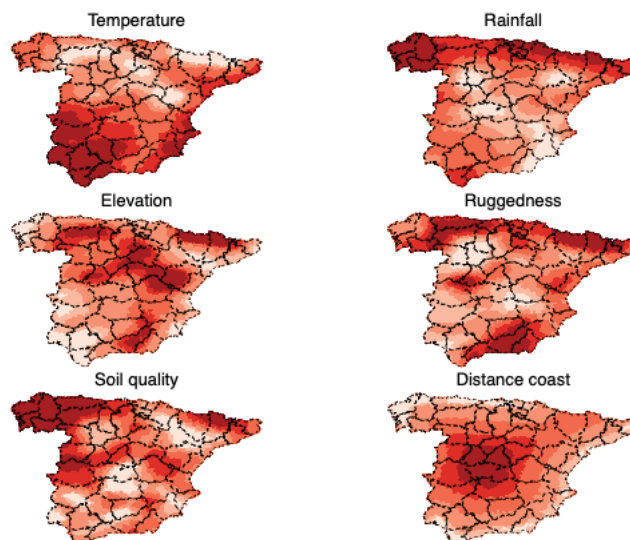 Temperature
Rainfall
Elevation
Ruggedness
Soil quality
Distance coast